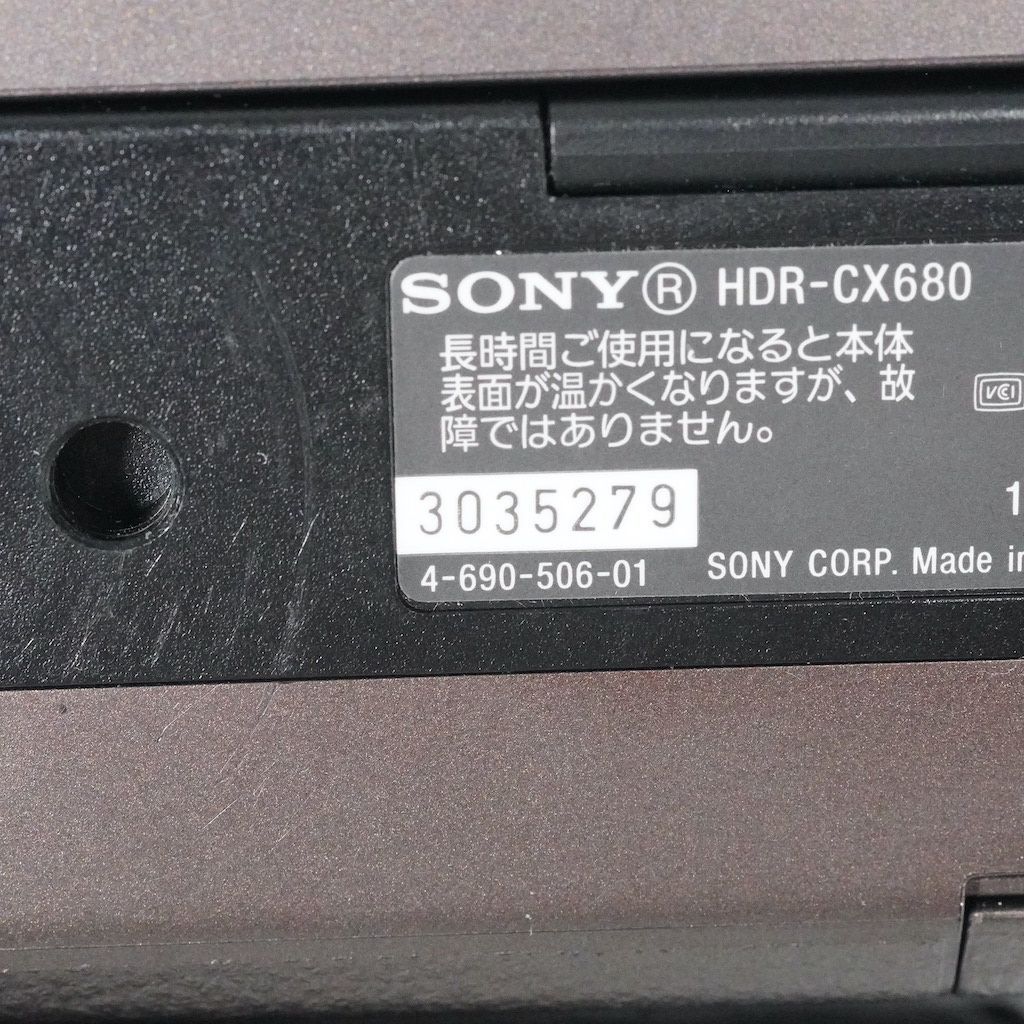 SONY® HDR-CX680
長時間ご使用になると本体
表面が温かくなりますが、故
障ではありません。
VCCI
1
3035279
4-690-506-01
SONY CORP. Made in